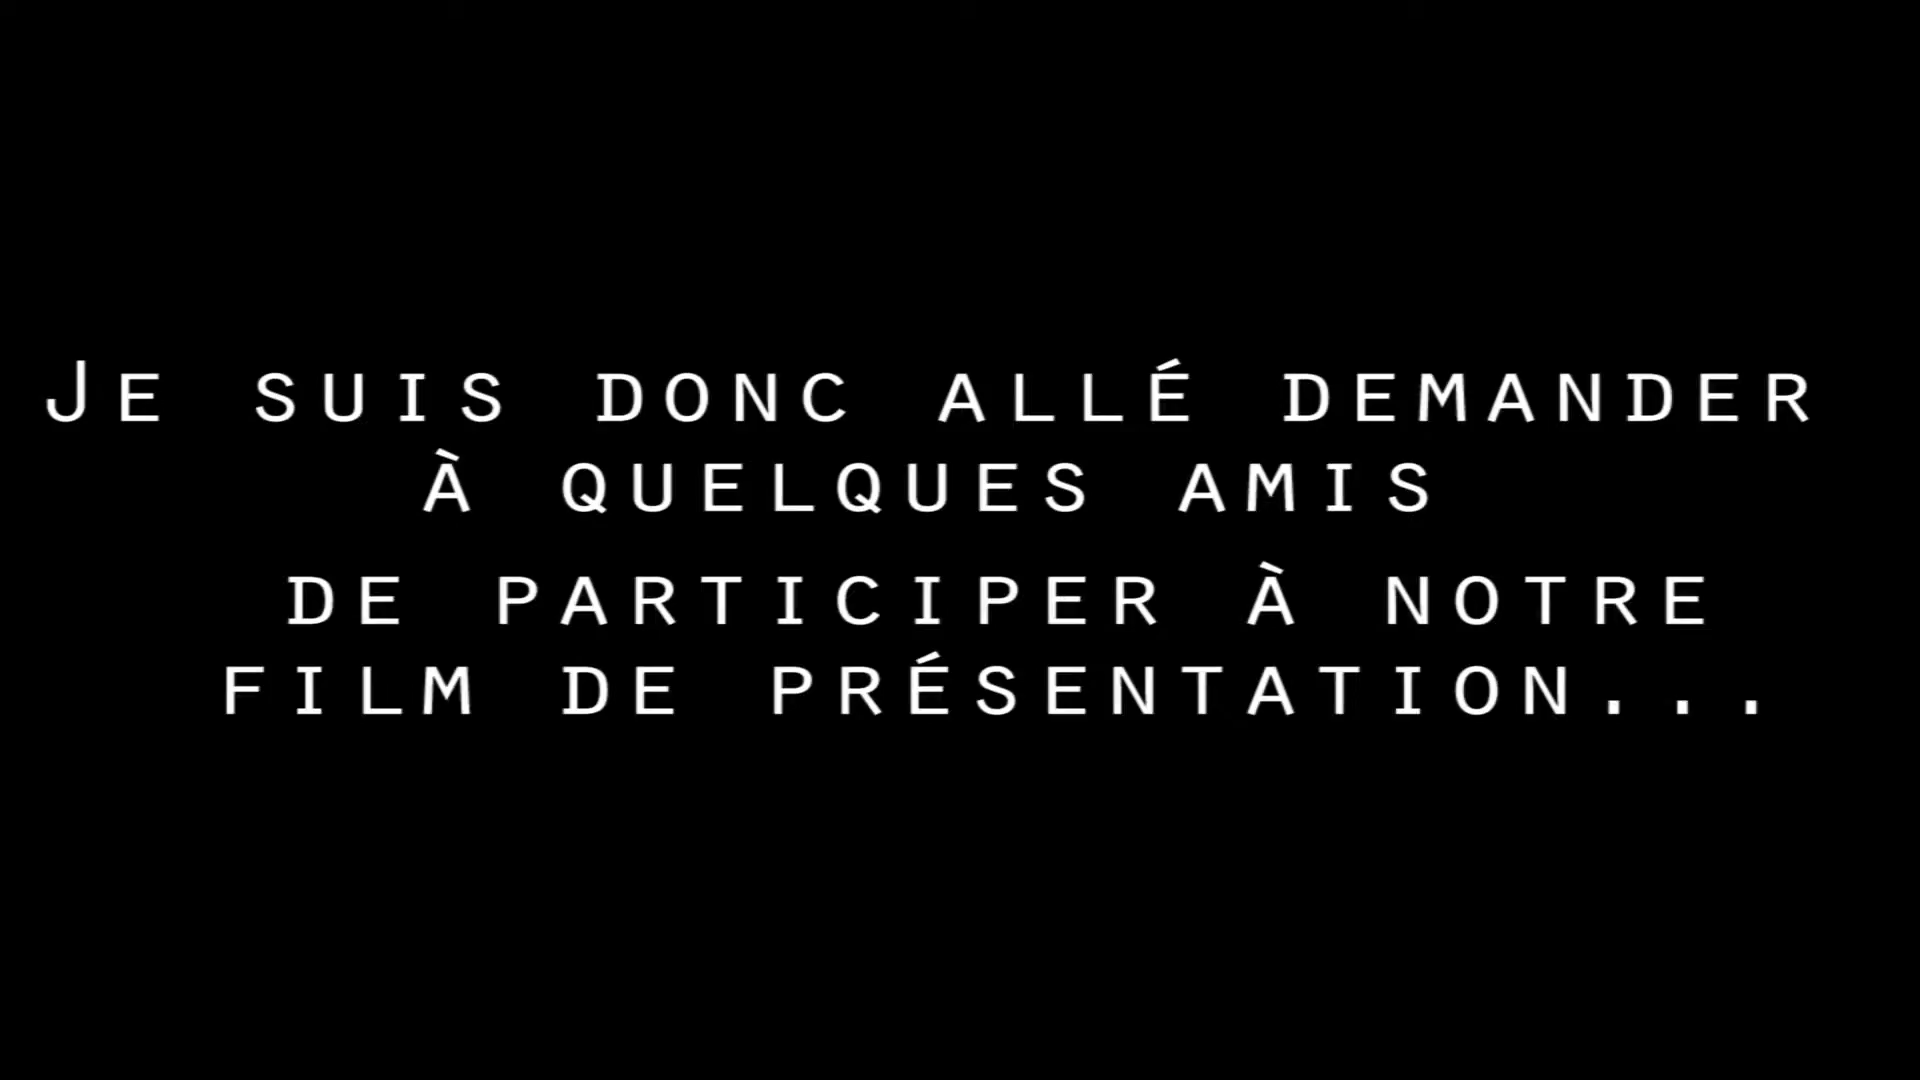 Je suis donc allé demander
à quelques amis
de participer à notre
film de présentation...